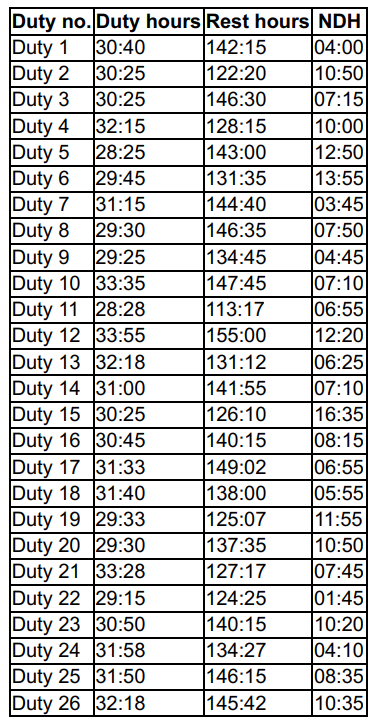 Duty no. Duty hours Rest hours NDH
Duty 1 30:40 142:15 04:00
Duty 2 30:25 122:20 10:50
Duty 3 30:25 146:30 07:15
Duty 4 32:15 128:15 10:00
Duty 5 28:25 143:00 12:50
Duty 6 29:45 131:35 13:55
Duty 7 31:15 144:40 03:45
Duty 8 29:30 146:35 07:50
Duty 9 29:25 134:45 04:45
Duty 10 33:35 147:45 07:10
Duty 11 28:28 113:17 06:55
Duty 12 33:55 155:00 12:20
Duty 13 32:18 131:12 06:25
Duty 14 31:00 141:55 07:10
Duty 15 30:25 126:10 16:35
Duty 16 30:45 140:15 08:15
Duty 17 31:33 149:02 06:55
Duty 18 31:40 138:00 05:55
Duty 19 29:33 125:07 11:55
Duty 20 29:30 137:35 10:50
Duty 21 33:28 127:17 07:45
Duty 22 29:15 124:25 01:45
Duty 23 30:50 140:15 10:20
Duty 24 31:58 134:27 04:10
Duty 25 31:50 146:15 08:35
Duty 26 32:18 145:42 10:35